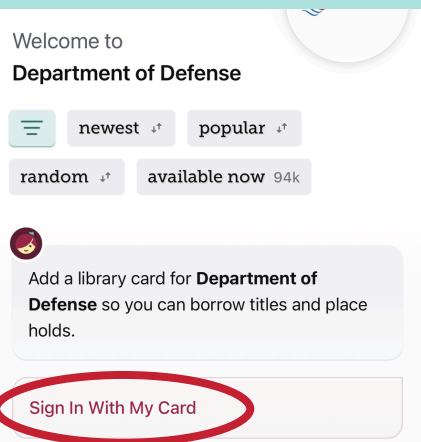 Welcome to
Department of Defense
newest
popular
random
available now 94k
Add a library card for Department of
Defense so you can borrow titles and place
holds.
Sign In With My Card